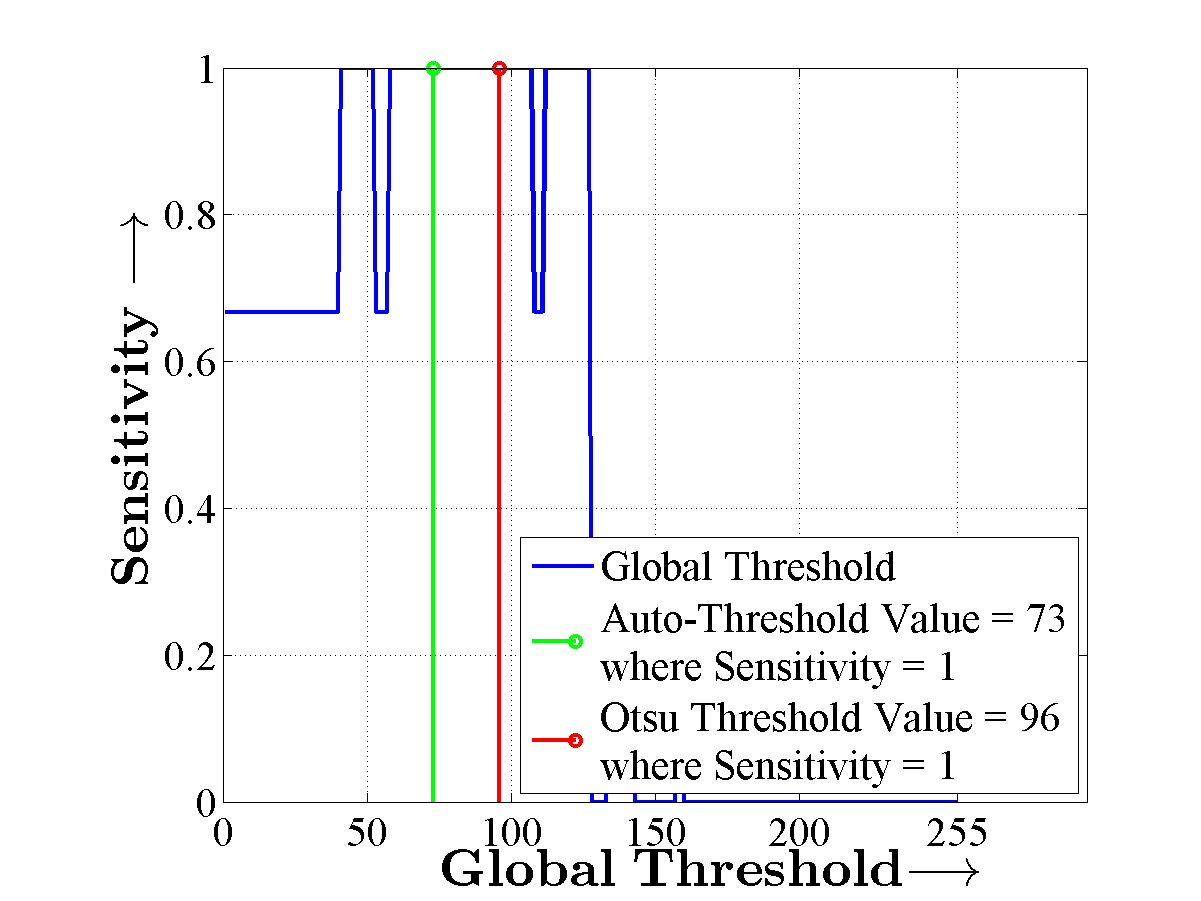 1
0.8
0.6
0.4
0.2
0
Sensitivity →
Global Threshold
Auto-Threshold Value = 73
where Sensitivity = 1
Otsu Threshold Value = 96
where Sensitivity = 1
0 50 100 150 200 255
Global Threshold→